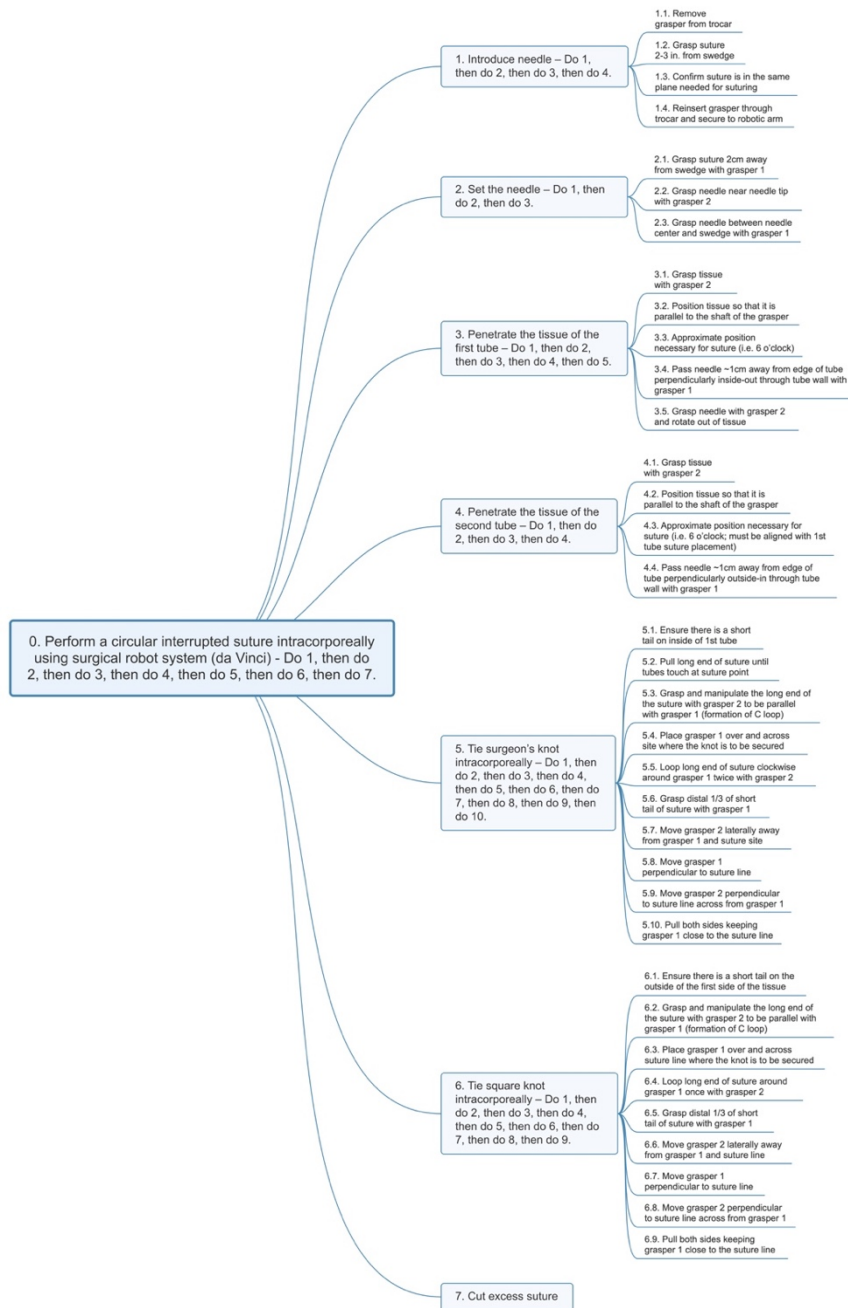 0. Perform a circular interrupted suture intracorporeally
using surgical robot system (da Vinci) - Do 1, then do
2, then do 3, then do 4, then do 5, then do 6, then do 7.
1. Introduce needle – Do 1,
then do 2, then do 3, then do 4.
1.1. Remove
grasper from trocar
1.2. Grasp suture
2-3 in. from swedge
1.3. Confirm suture is in the same
plane needed for suturing
1.4. Reinsert grasper through
trocar and secure to robotic arm
2. Set the needle – Do 1, then
do 2, then do 3.
2.1. Grasp suture 2cm away
from swedge with grasper 1
2.2. Grasp needle near needle tip
with grasper 2
2.3. Grasp needle between needle
center and swedge with grasper 1
3. Penetrate the tissue of the
first tube – Do 1, then do 2,
then do 3, then do 4, then do 5.
3.1. Grasp tissue
with grasper 2
3.2. Position tissue so that it is
parallel to the shaft of the grasper
3.3. Approximate position
necessary for suture (i.e. 6 o'clock)
3.4. Pass needle ~1cm away from edge of tube
perpendicularly inside-out through tube wall with
grasper 1
3.5. Grasp needle with grasper 2
and rotate out of tissue
4. Penetrate the tissue of the
second tube – Do 1, then do
2, then do 3, then do 4.
4.1. Grasp tissue
with grasper 2
4.2. Position tissue so that it is
parallel to the shaft of the grasper
4.3. Approximate position necessary for
suture (i.e. 6 o'clock; must be aligned with 1st
tube suture placement)
4.4. Pass needle ~1cm away from edge of
tube perpendicularly outside-in through tube
wall with grasper 1
5. Tie surgeon's knot
intracorporeally – Do 1, then
do 2, then do 3, then do 4,
then do 5, then do 6, then do
7, then do 8, then do 9, then
do 10.
5.1. Ensure there is a short
tail on inside of 1st tube
5.2. Pull long end of suture until
tubes touch at suture point
5.3. Grasp and manipulate the long end of
the suture with grasper 2 to be parallel
with grasper 1 (formation of C loop)
5.4. Place grasper 1 over and across
site where the knot is to be secured
5.5. Loop long end of suture clockwise
around grasper 1 twice with grasper 2
5.6. Grasp distal 1/3 of short
tail of suture with grasper 1
5.7. Move grasper 2 laterally away
from grasper 1 and suture site
5.8. Move grasper 1
perpendicular to suture line
5.9. Move grasper 2 perpendicular
to suture line across from grasper 1
5.10. Pull both sides keeping
grasper 1 close to the suture line
6. Tie square knot
intracorporeally – Do 1, then
do 2, then do 3, then do 4,
then do 5, then do 6, then do
7, then do 8, then do 9.
6.1. Ensure there is a short tail on the
outside of the first side of the tissue
6.2. Grasp and manipulate the long end of
the suture with grasper 2 to be parallel with
grasper 1 (formation of C loop)
6.3. Place grasper 1 over and across
suture line where the knot is to be secured
6.4. Loop long end of suture around
grasper 1 once with grasper 2
6.5. Grasp distal 1/3 of short
tail of suture with grasper 1
6.6. Move grasper 2 laterally away
from grasper 1 and suture line
6.7. Move grasper 1
perpendicular to suture line
6.8. Move grasper 2 perpendicular
to suture line across from grasper 1
6.9. Pull both sides keeping
grasper 1 close to the suture line
7. Cut excess suture